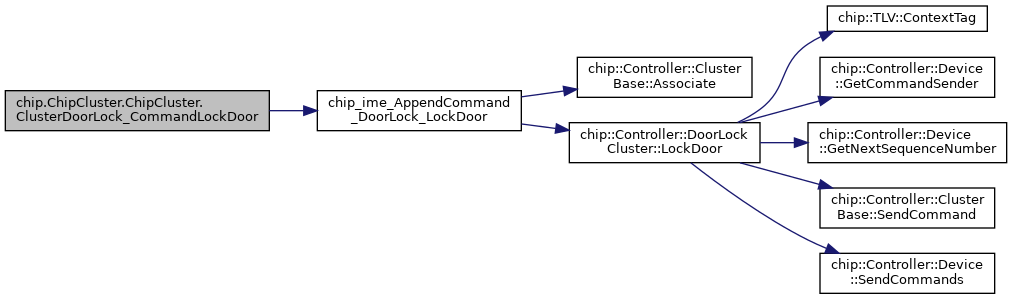 chip.ChipCluster.ChipCluster.
ClusterDoorLock_CommandLockDoor
chip_ime_AppendCommand
_DoorLock_LockDoor
chip::Controller::Cluster
Base::Associate
chip::Controller::DoorLock
Cluster::LockDoor
chip::TLV::ContextTag
chip::Controller::Device
::GetCommandSender
chip::Controller::Device
::GetNextSequenceNumber
chip::Controller::Cluster
Base::SendCommand
chip::Controller::Device
::SendCommands